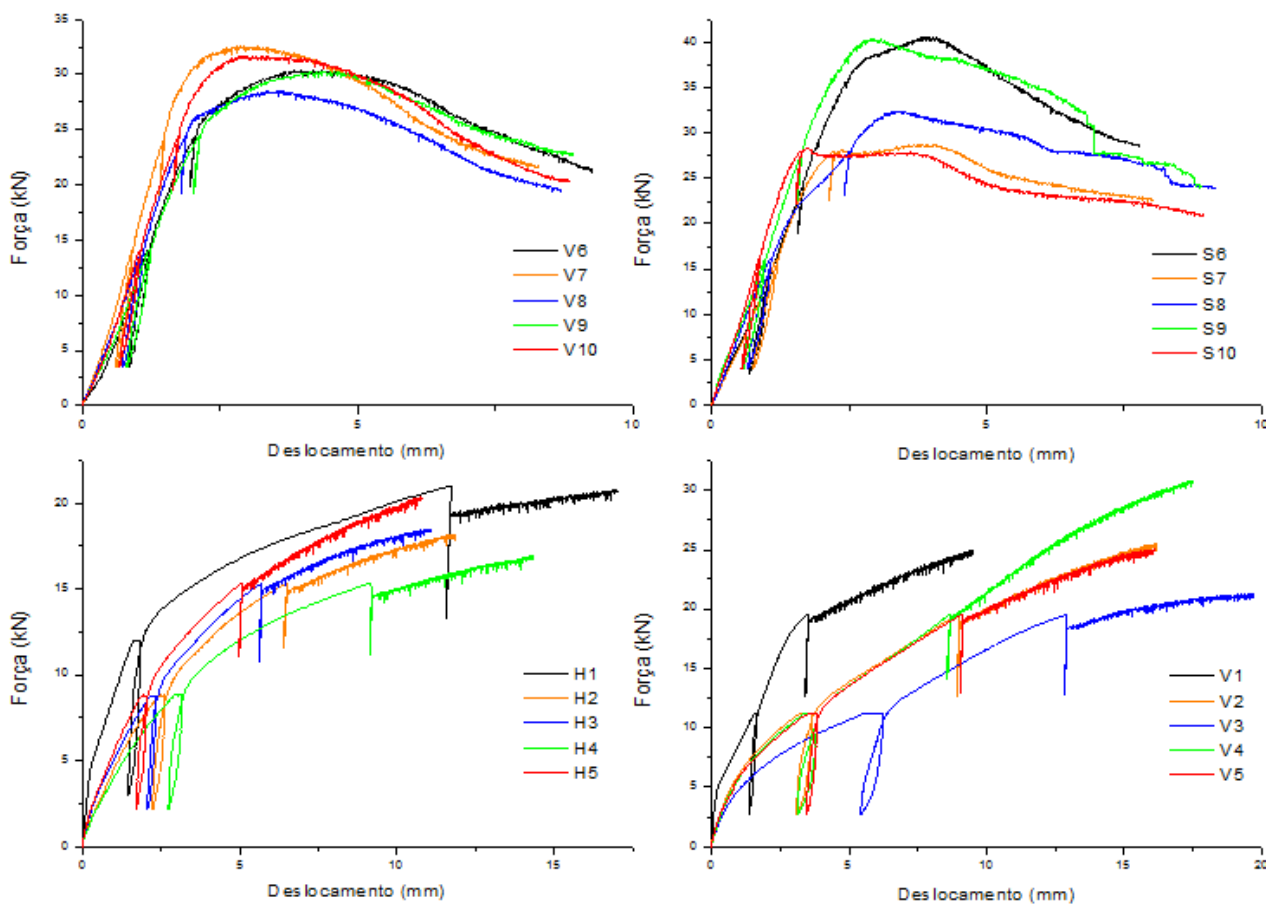 35
30
25
20
15
10
5
0
Força (kN)
V6
V7
V8
V9
V10
0 5 10
Deslocamento (mm)
40
35
30
25
20
15
10
5
0
Força (kN)
S6
S7
S8
S9
S10
0 5 10
Deslocamento (mm)
20
15
10
5
0
Força (kN)
H1
H2
H3
H4
H5
0 5 10 15
Deslocamento (mm)
30
25
20
15
10
5
0
Força (kN)
V1
V2
V3
V4
V5
0 5 10 15 20
Deslocamento (mm)